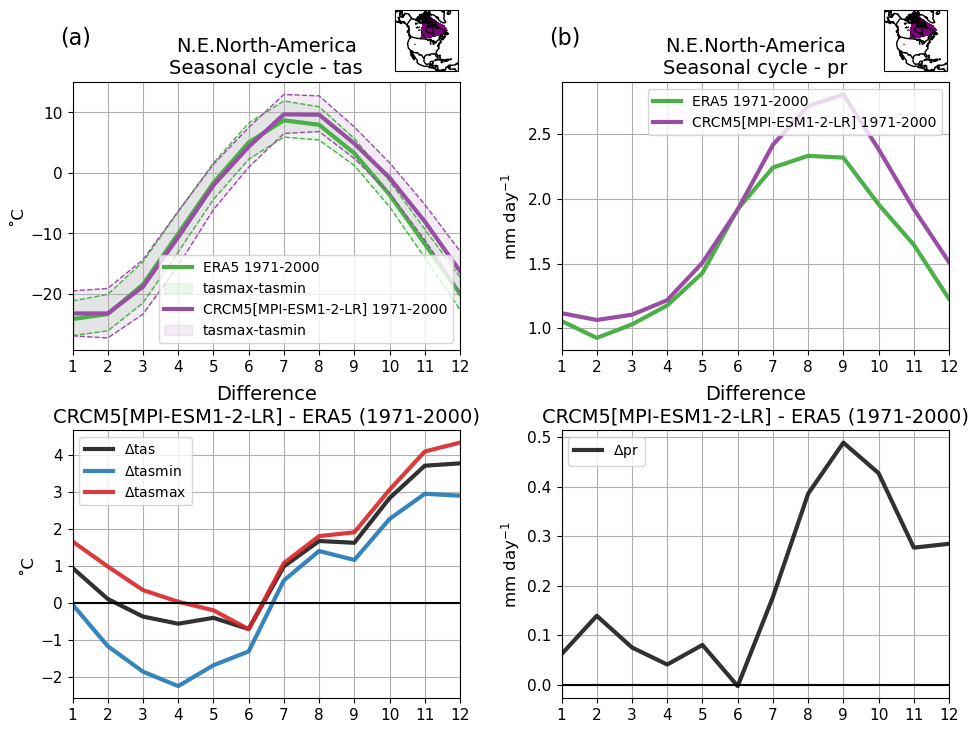 (a)
N.E.North-America
Seasonal cycle - tas
10
0
−10
−20
˚C
ERA5 1971-2000
tasmax-tasmin
CRCM5[MPI-ESM1-2-LR] 1971-2000
tasmax-tasmin
1 2 3 4 5 6 7 8 9 10 11 12
(b)
N.E.North-America
Seasonal cycle - pr
2.5
2.0
1.5
1.0
mm day⁻¹
ERA5 1971-2000
CRCM5[MPI-ESM1-2-LR] 1971-2000
1 2 3 4 5 6 7 8 9 10 11 12
Difference
CRCM5[MPI-ESM1-2-LR] - ERA5 (1971-2000)
4
3
2
1
0
−1
−2
˚C
Δtas
Δtasmin
Δtasmax
1 2 3 4 5 6 7 8 9 10 11 12
Difference
CRCM5[MPI-ESM1-2-LR] - ERA5 (1971-2000)
0.5
0.4
0.3
0.2
0.1
0.0
mm day⁻¹
Δpr
1 2 3 4 5 6 7 8 9 10 11 12